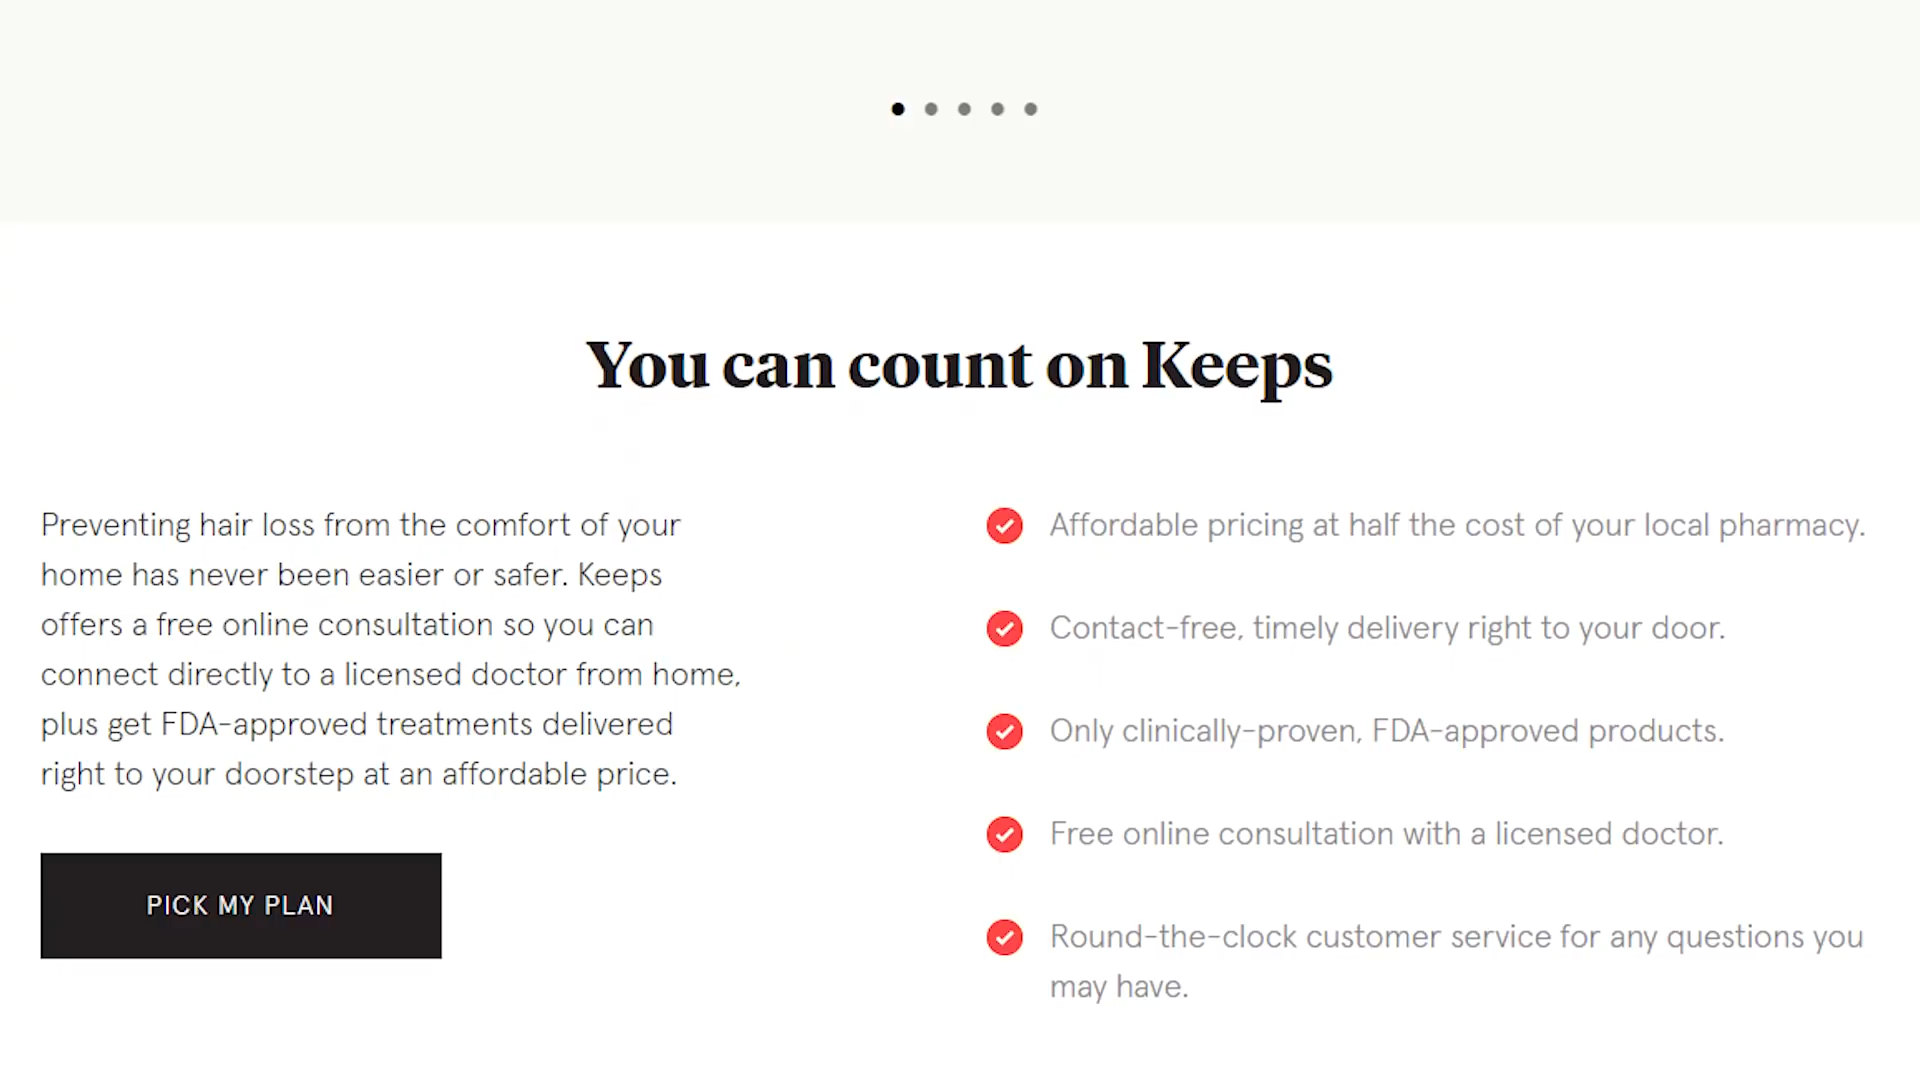 You can count on Keeps
Preventing hair loss from the comfort of your
home has never been easier or safer. Keeps
offers a free online consultation so you can
connect directly to a licensed doctor from home,
plus get FDA-approved treatments delivered
right to your doorstep at an affordable price.
PICK MY PLAN
Affordable pricing at half the cost of your local pharmacy.
Contact-free, timely delivery right to your door.
Only clinically-proven, FDA-approved products.
Free online consultation with a licensed doctor.
Round-the-clock customer service for any questions you
may have.